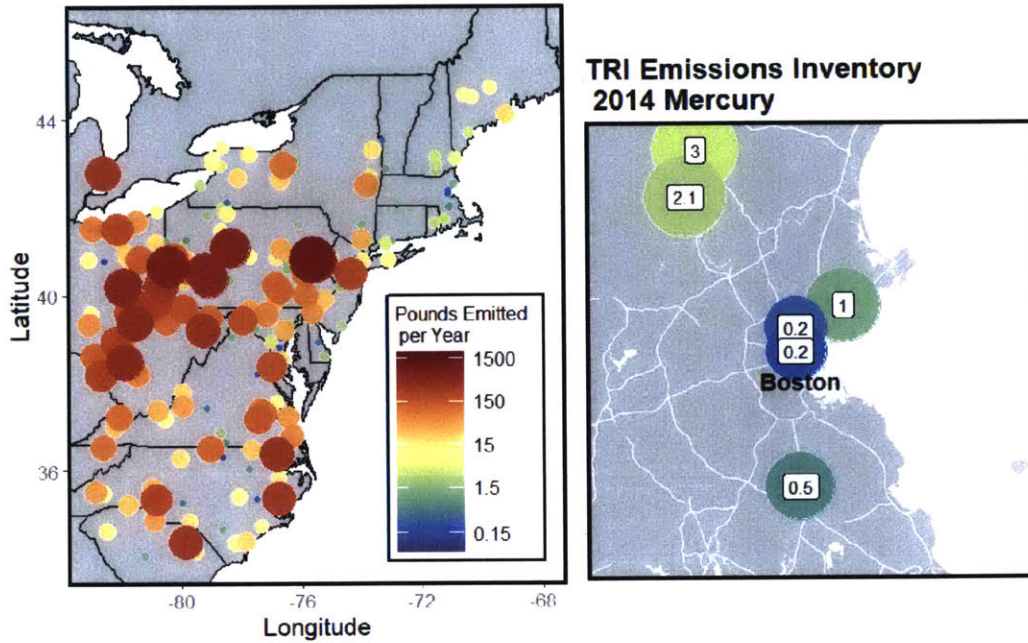 TRI Emissions Inventory
2014 Mercury
44
40
36
Latitude
-80
-76
-72
-68
Longitude
Pounds Emitted
per Year
1500
150
15
1.5
0.15
3
2.1
1
0.2
0.2
Boston
0.5